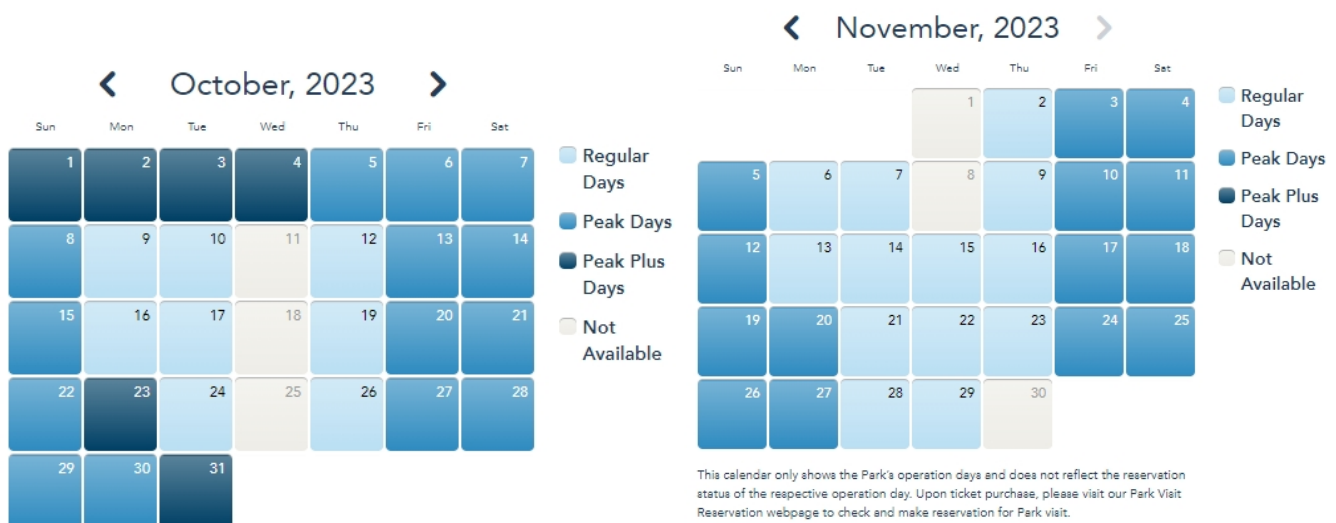 October, 2023
Sun Mon Tue Wed Thu Fri Sat
1 2 3 4 5 6 7
8 9 10 11 12 13 14
15 16 17 18 19 20 21
22 23 24 25 26 27 28
29 30 31
Regular
Days
Peak Days
Peak Plus
Days
Not
Available
November, 2023
Sun Mon Tue Wed Thu Fri Sat
1 2 3 4
5 6 7 8 9 10 11
12 13 14 15 16 17 18
19 20 21 22 23 24 25
26 27 28 29 30
Regular
Days
Peak Days
Peak Plus
Days
Not
Available
This calendar only shows the Park's operation days and does not reflect the reservation
status of the respective operation day. Upon ticket purchase, please visit our Park Visit
Reservation webpage to check and make reservation for Park visit.